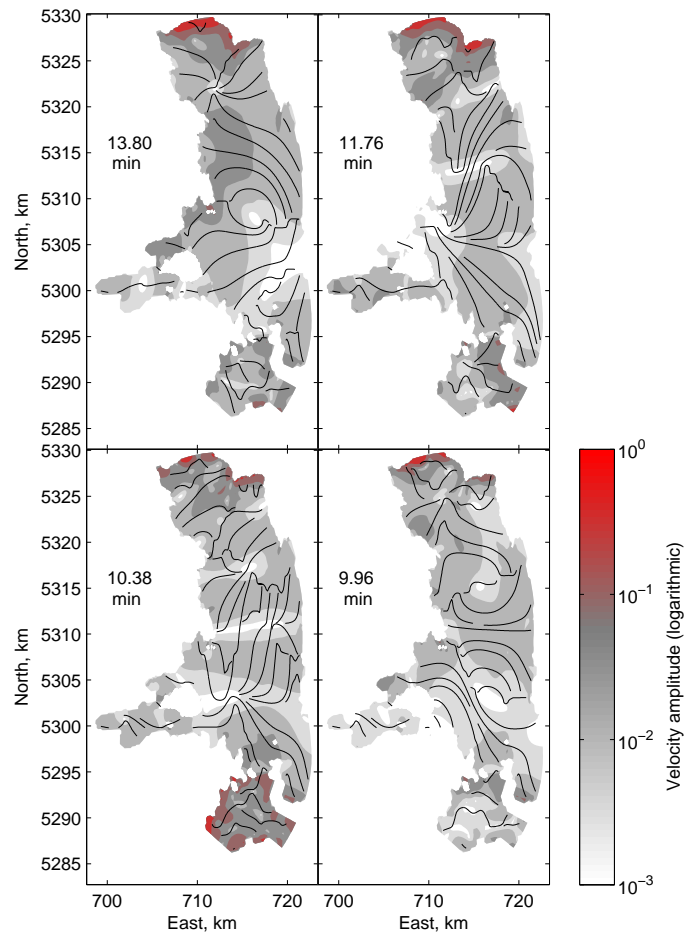 5330
5325
5320
5315
5310
5305
5300
5295
5290
5285
North, km
13.80
min
11.76
min
5330
5325
5320
5315
5310
5305
5300
5295
5290
5285
North, km
10.38
min
9.96
min
700 710 720
East, km
700 710 720
East, km
10^0
10^−1
10^−2
10^−3
Velocity amplitude (logarithmic)